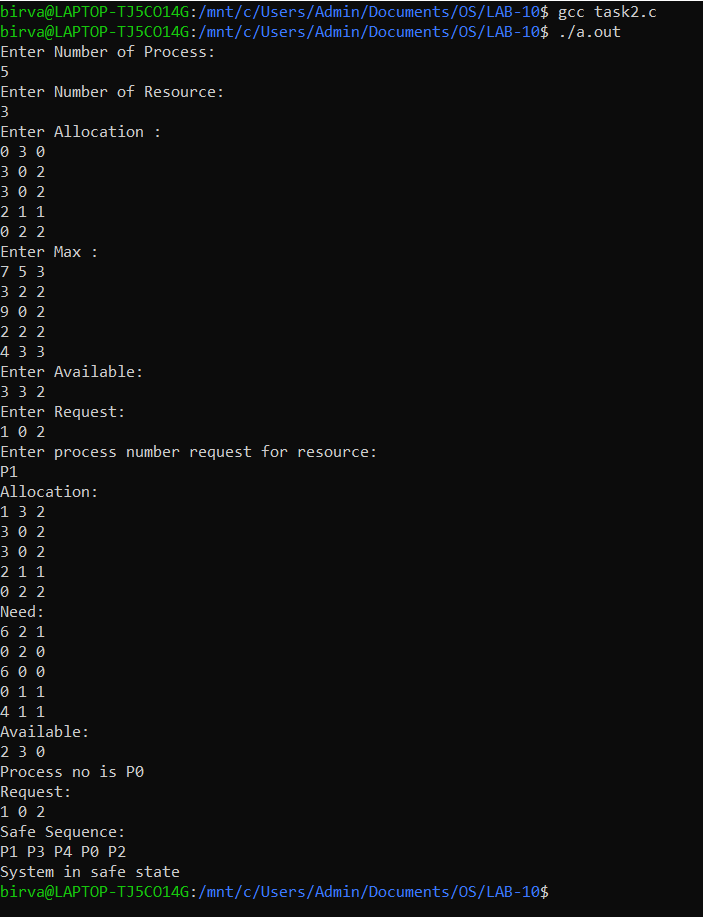 birva@LAPTOP-TJ5CO14G:/mnt/c/Users/Admin/Documents/OS/LAB-10$ gcc task2.c
birva@LAPTOP-TJ5CO14G:/mnt/c/Users/Admin/Documents/OS/LAB-10$ ./a.out
Enter Number of Process:
5
Enter Number of Resource:
3
Enter Allocation :
0 3 0
3 0 2
3 0 2
2 1 1
0 2 2
Enter Max :
7 5 3
3 2 2
9 0 2
2 2 2
4 3 3
Enter Available:
3 3 2
Enter Request:
1 0 2
Enter process number request for resource:
P1
Allocation:
1 3 2
3 0 2
3 0 2
2 1 1
0 2 2
Need:
6 2 1
0 2 0
6 0 0
0 1 1
4 1 1
Available:
2 3 0
Process no is P0
Request:
1 0 2
Safe Sequence:
P1 P3 P4 P0 P2
System in safe state
birva@LAPTOP-TJ5CO14G:/mnt/c/Users/Admin/Documents/OS/LAB-10$